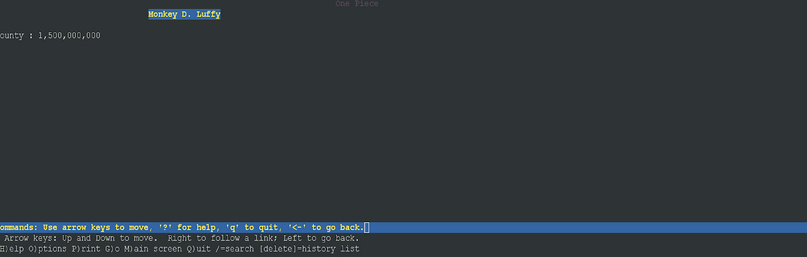 One Piece
Monkey D. Luffy
ounty : 1,500,000,000
ommands: Use arrow keys to move, '?' for help, 'q' to quit, '<-' to go back.
Arrow keys: Up and Down to move.  Right to follow a link; Left to go back.
H)elp O)ptions P)rint G)o M)ain screen Q)uit /=search [delete]=history list